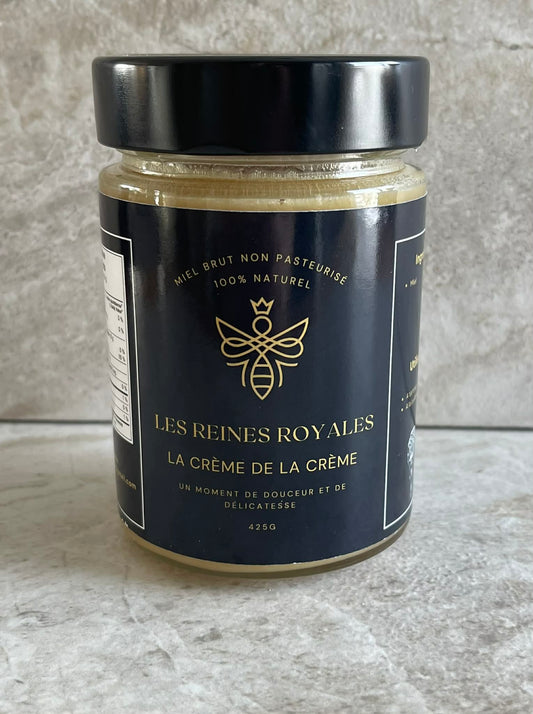 MIEL BRUT NON PASTEURISÉ
100% NATUREL
LES REINES ROYALES
LA CRÈME DE LA CRÈME
UN MOMENT DE DOUCEUR ET DE
DÉLICATESSE
425G